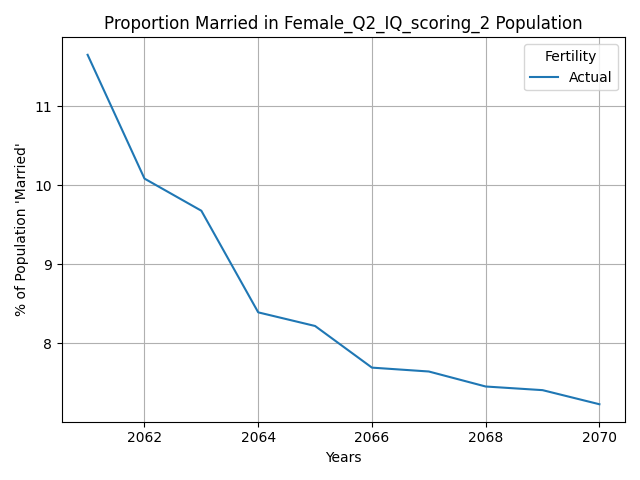 Proportion Married in Female_Q2_IQ_scoring_2 Population
Fertility
Actual
% of Population 'Married'
11
10
9
8
2062
2064
2066
2068
2070
Years